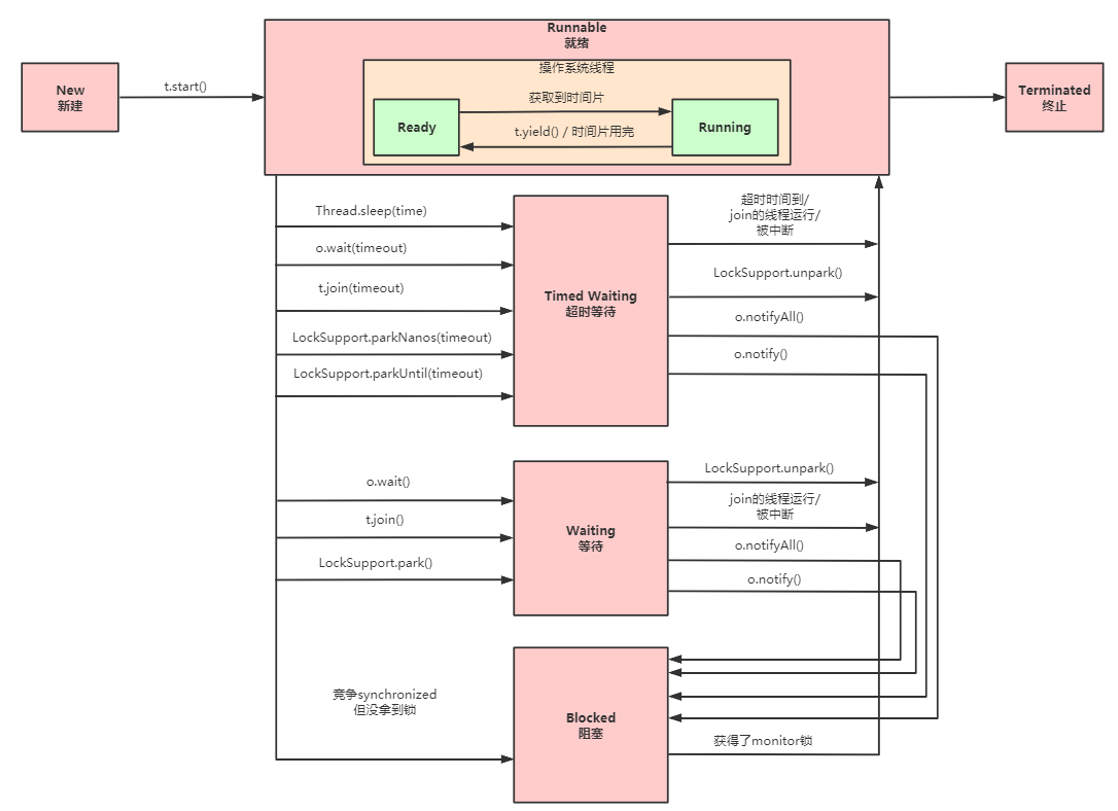 Runnable
就绪
操作系统线程
New
新建
t.start()
获取到时间片
Ready
Running
t.yield() / 时间片用完
Terminated
终止
Thread.sleep(time)
o.wait(timeout)
t.join(timeout)
LockSupport.parkNanos(timeout)
LockSupport.parkUntil(timeout)
Timed Waiting
超时等待
超时时间到/
join的线程运行/
被中断
LockSupport.unpark()
o.notifyAll()
o.notify()
o.wait()
t.join()
LockSupport.park()
Waiting
等待
LockSupport.unpark()
join的线程运行/
被中断
o.notifyAll()
o.notify()
竞争synchronized
但没拿到锁
Blocked
阻塞
获得了monitor锁